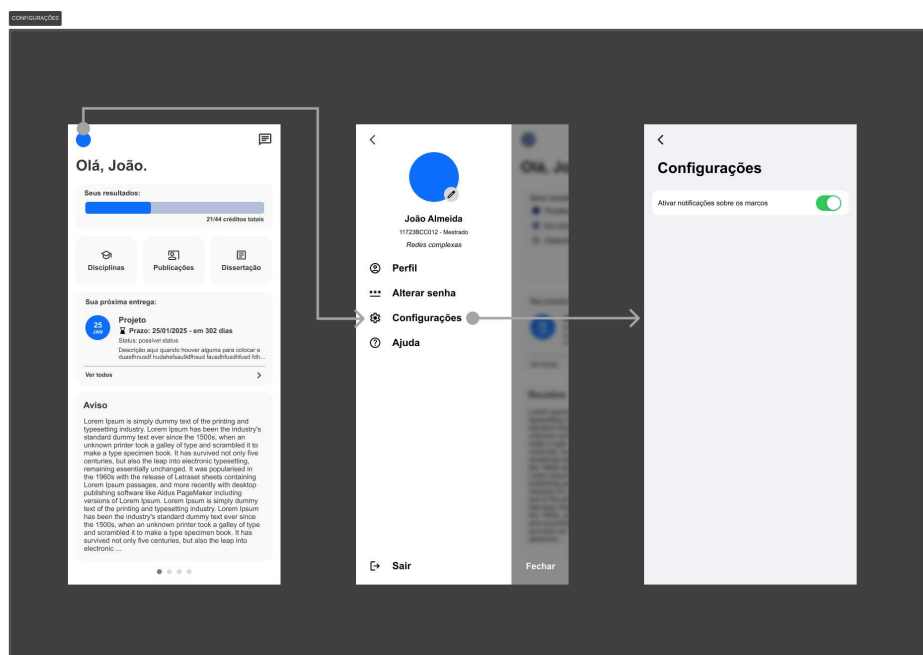 CONFIGURAÇÕES
Olá, João.
Seus resultados:
21/44 créditos totais
Disciplinas
Publicações
Dissertação
Sua próxima entrega:
25
JAN
Projeto
Prazo: 25/01/2025 - em 302 dias
Status: possível status
Descrição aqui quando houver alguma para colocar e
Ver todos
Aviso
Lorem Ipsum is simply dummy text of the printing and
typesetting industry. Lorem Ipsum has been the industry's
standard dummy text ever since the 1500s, when an
unknown printer took a galley of type and scrambled it to
make a type specimen book. It has survived not only five
centuries, but also the leap into electronic typesetting,
remaining essentially unchanged. It was popularised in
the 1960s with the release of Letraset sheets containing
Lorem Ipsum passages, and more recently with desktop
publishing software like Aldus PageMaker including
versions of Lorem Ipsum. Lorem Ipsum is simply dummy
text of the printing and typesetting industry. Lorem Ipsum
has been the industry's standard dummy text ever since
the 1500s, when an unknown printer took a galley of type
and scrambled it to make a type specimen book. It has
survived not only five centuries, but also the leap into
electronic ...
João Almeida
11723BCC012 - Mestrado
Redes complexas
Perfil
Alterar senha
Configurações
Ajuda
Sair
Olá, Jo
Fechar
Configurações
Ativar notificações sobre os marcos